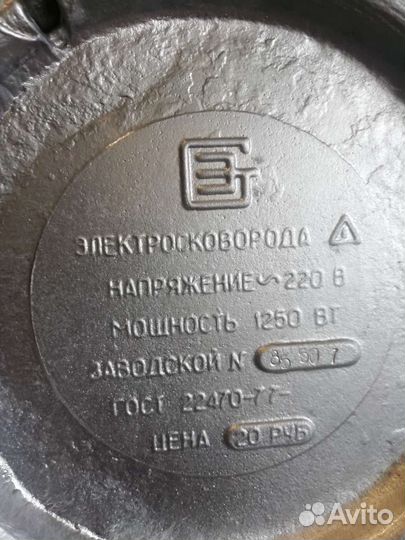 ЭЛЕКТРОСКОВОРОДА
НАПРЯЖЕНИЕ ~ 220 В
МОЩНОСТЬ 1250 ВТ
ЗАВОДСКОЙ №
ГОСТ 22470-77-
ЦЕНА 20 РУБ
Avito